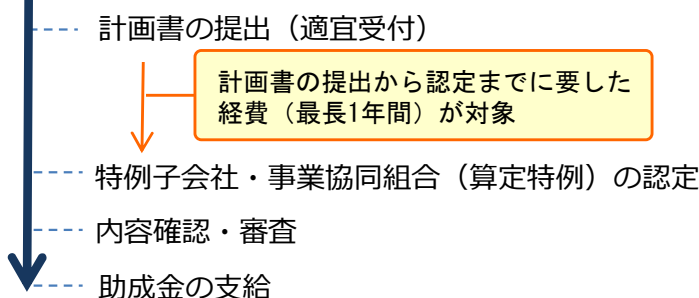 計画書の提出（適宜受付）
計画書の提出から認定までに要した
経費（最長1年間）が対象
特例子会社・事業協同組合（算定特例）の認定
内容確認・審査
助成金の支給